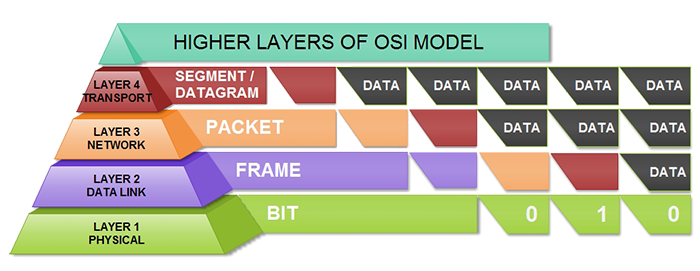 HIGHER LAYERS OF OSI MODEL
LAYER 4
TRANSPORT
SEGMENT /
DATAGRAM
DATA DATA DATA DATA DATA
LAYER 3
NETWORK
PACKET
DATA DATA DATA
LAYER 2
DATA LINK
FRAME
DATA
LAYER 1
PHYSICAL
BIT
0 1 0